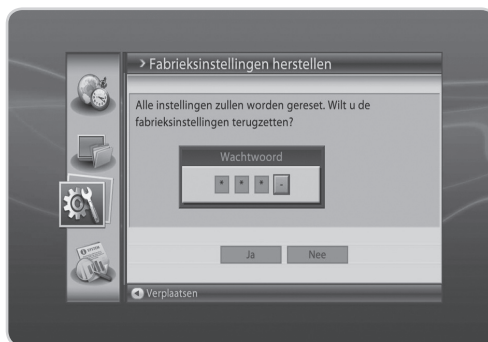 > Fabrieksinstellingen herstellen
Alle instellingen zullen worden gereset. Wilt u de
fabrieksinstellingen terugzetten?
Wachtwoord
* * * -
Ja Nee
Verplaatsen